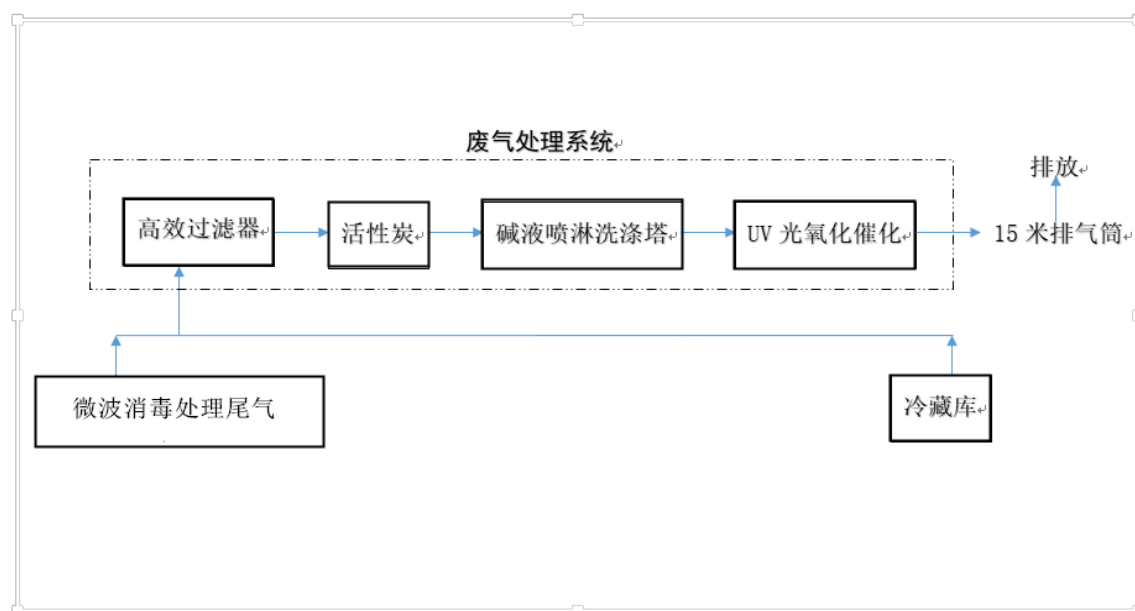 废气处理系统
排放
高效过滤器
活性炭
碱液喷淋洗涤塔
UV 光氧化催化
15 米排气筒
微波消毒处理尾气
冷藏库